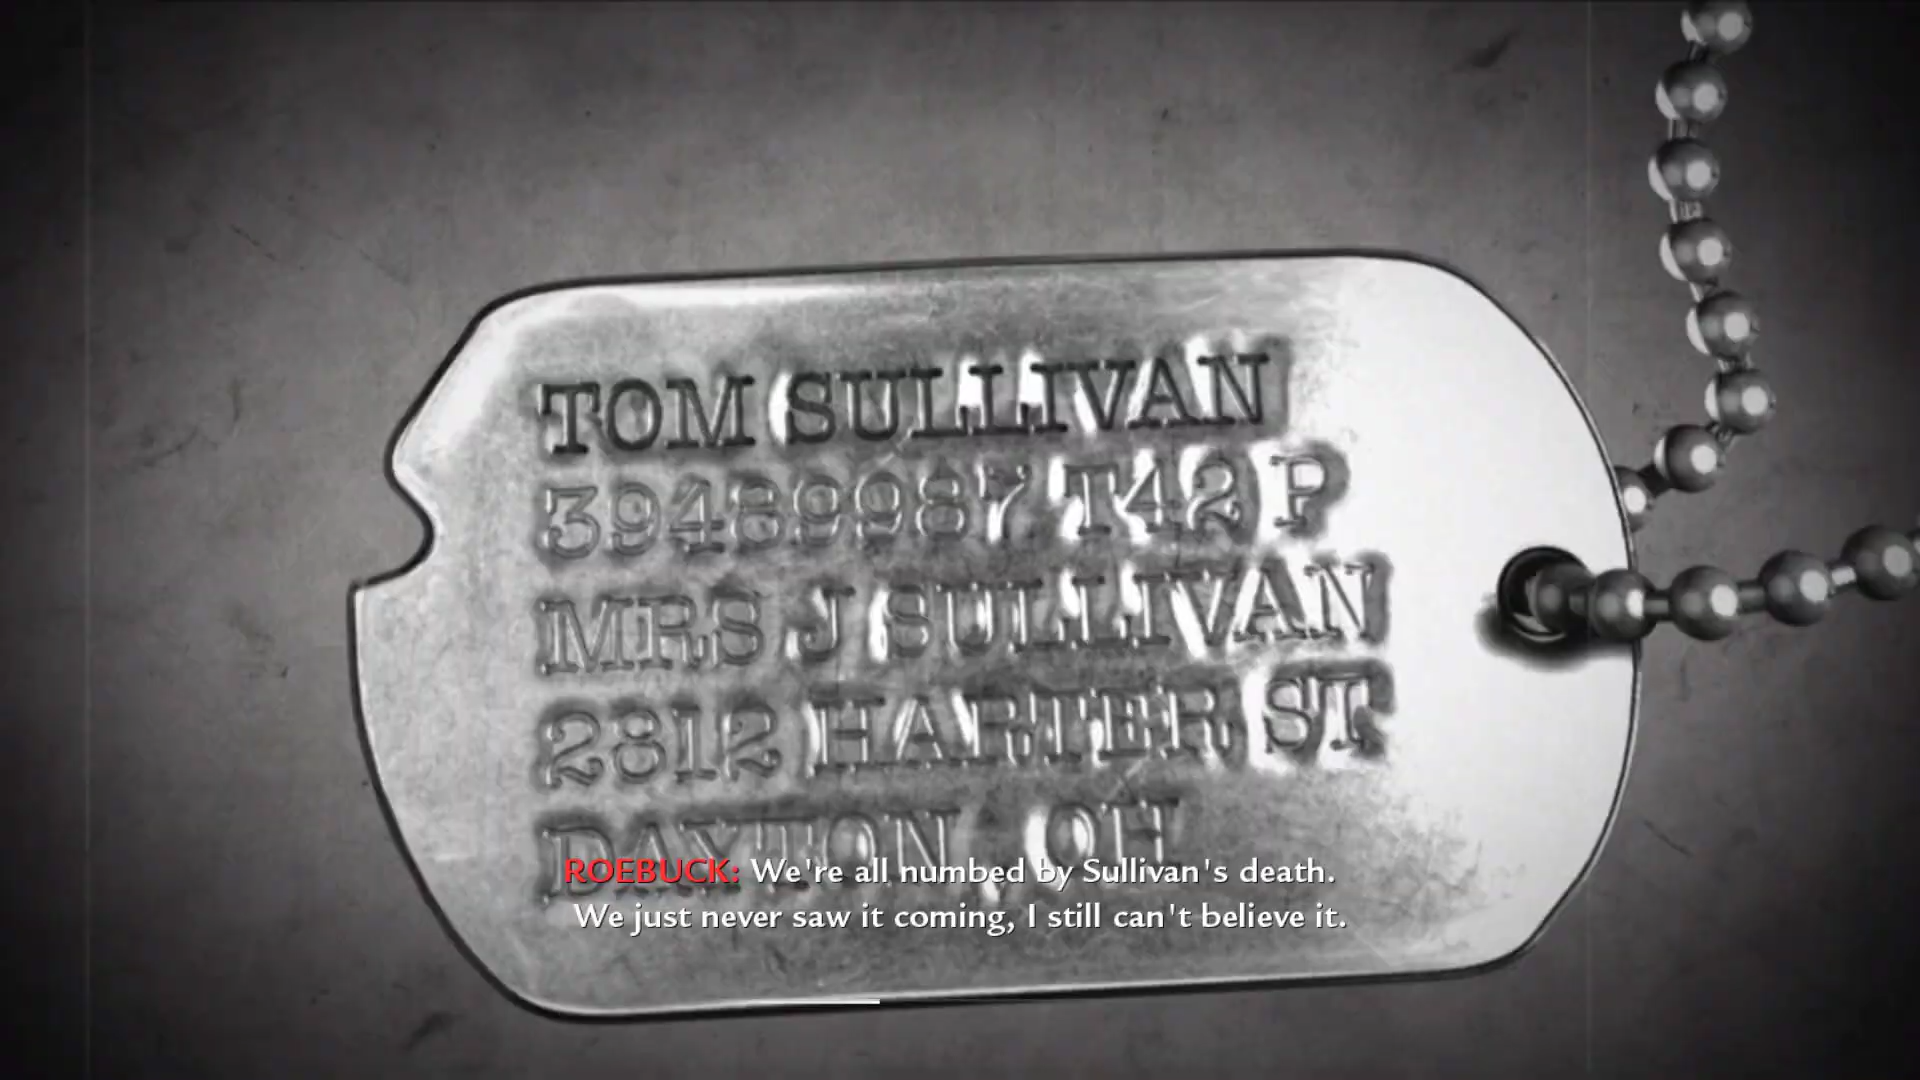 TOM SULLIVAN
39489987 T42 P
MRS J SULLIVAN
2812 HARTER ST
DAYTON, OH
ROEBUCK: We're all numbed by Sullivan's death.
We just never saw it coming, I still can't believe it.